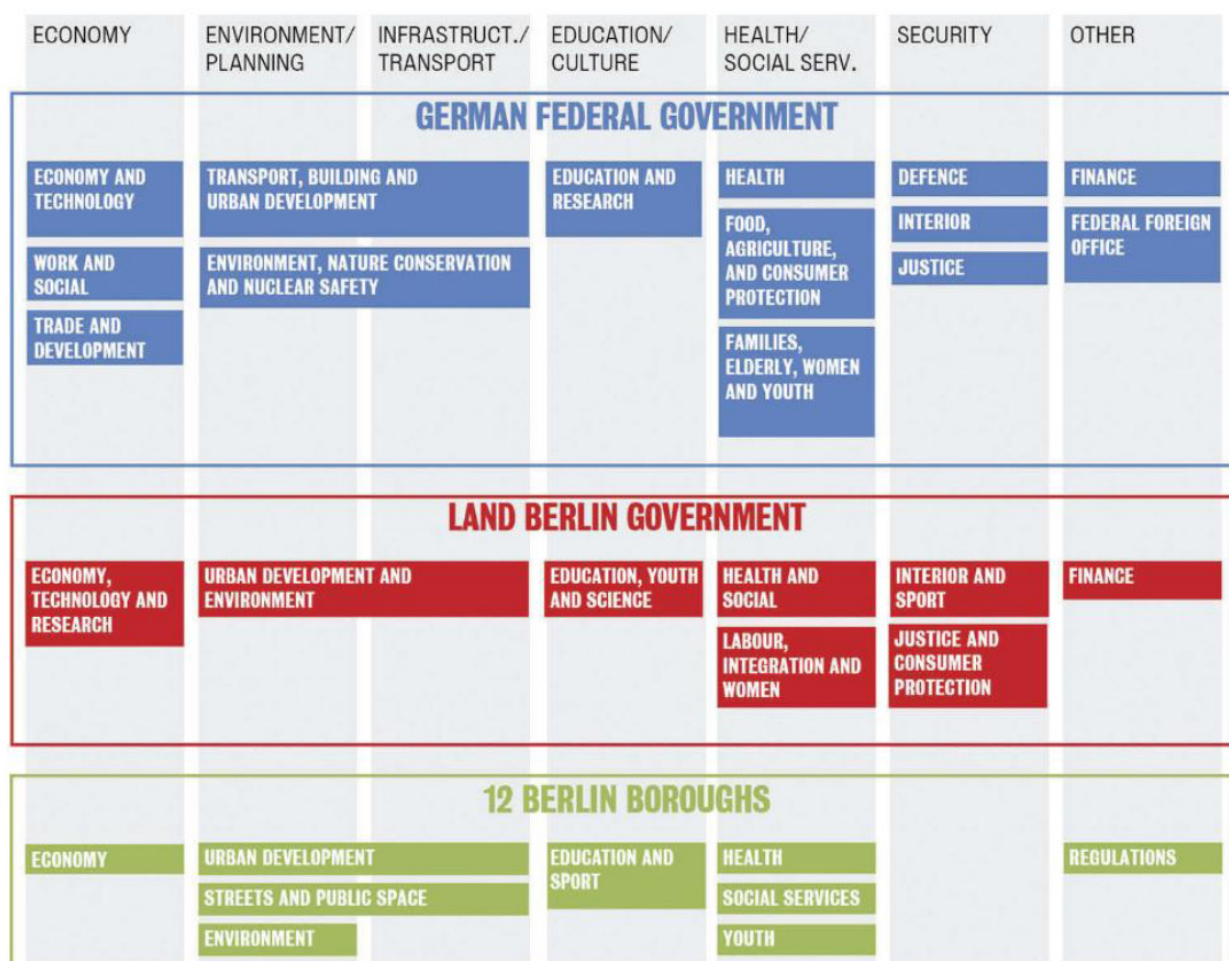 ECONOMY
ENVIRONMENT/
PLANNING
INFRASTRUCT./
TRANSPORT
EDUCATION/
CULTURE
HEALTH/
SOCIAL SERV.
SECURITY
OTHER
GERMAN FEDERAL GOVERNMENT
ECONOMY AND
TECHNOLOGY
WORK AND
SOCIAL
TRADE AND
DEVELOPMENT
TRANSPORT, BUILDING AND
URBAN DEVELOPMENT
ENVIRONMENT, NATURE CONSERVATION
AND NUCLEAR SAFETY
EDUCATION AND
RESEARCH
HEALTH
FOOD,
AGRICULTURE,
AND CONSUMER
PROTECTION
FAMILIES,
ELDERLY, WOMEN
AND YOUTH
DEFENCE
INTERIOR
JUSTICE
FINANCE
FEDERAL FOREIGN
OFFICE
LAND BERLIN GOVERNMENT
ECONOMY,
TECHNOLOGY AND
RESEARCH
URBAN DEVELOPMENT AND
ENVIRONMENT
EDUCATION, YOUTH
AND SCIENCE
HEALTH AND
SOCIAL
LABOUR,
INTEGRATION AND
WOMEN
INTERIOR AND
SPORT
JUSTICE AND
CONSUMER
PROTECTION
FINANCE
12 BERLIN BOROUGHS
ECONOMY
URBAN DEVELOPMENT
STREETS AND PUBLIC SPACE
ENVIRONMENT
EDUCATION AND
SPORT
HEALTH
SOCIAL SERVICES
YOUTH
REGULATIONS